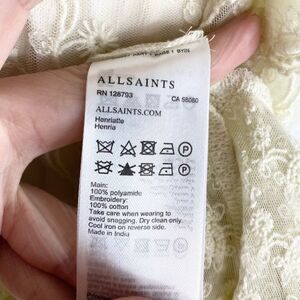 ALLSAINTS
RN 128793
CA 58080
ALLSAINTS.COM
Henriatte
Henria
Main:
100% polyamide
Embroidery:
100% cotton
Take care when wearing to
avoid snagging. Dry clean only.
Cool iron on reverse side.
Made in India